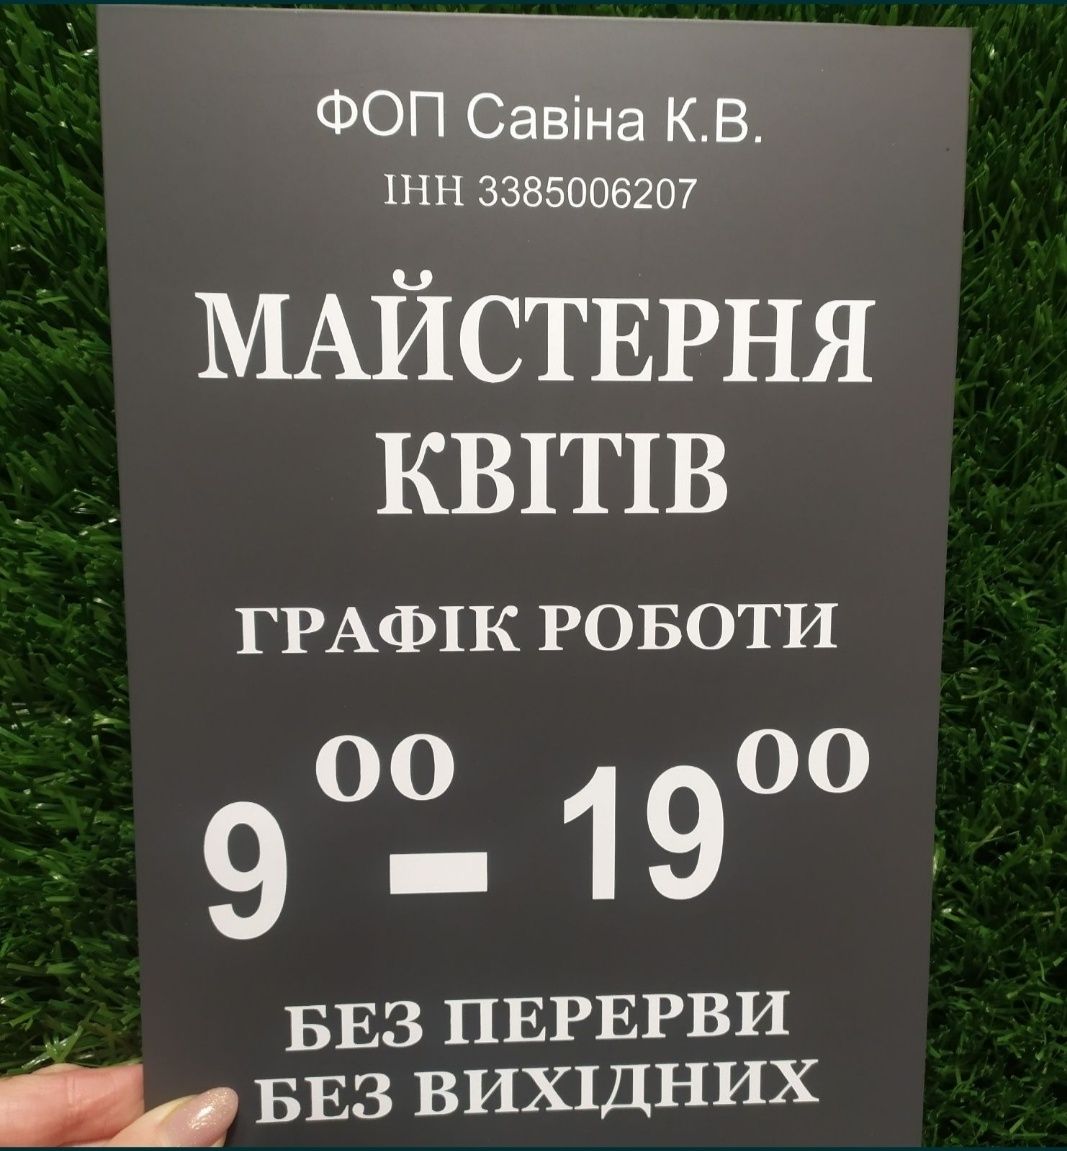 ФОП Савіна К.В.
ІНН 3385006207
МАЙСТЕРНЯ
КВІТІВ
ГРАФІК РОБОТИ
9⁰⁰ – 19⁰⁰
БЕЗ ПЕРЕРВИ
БЕЗ ВИХІДНИХ